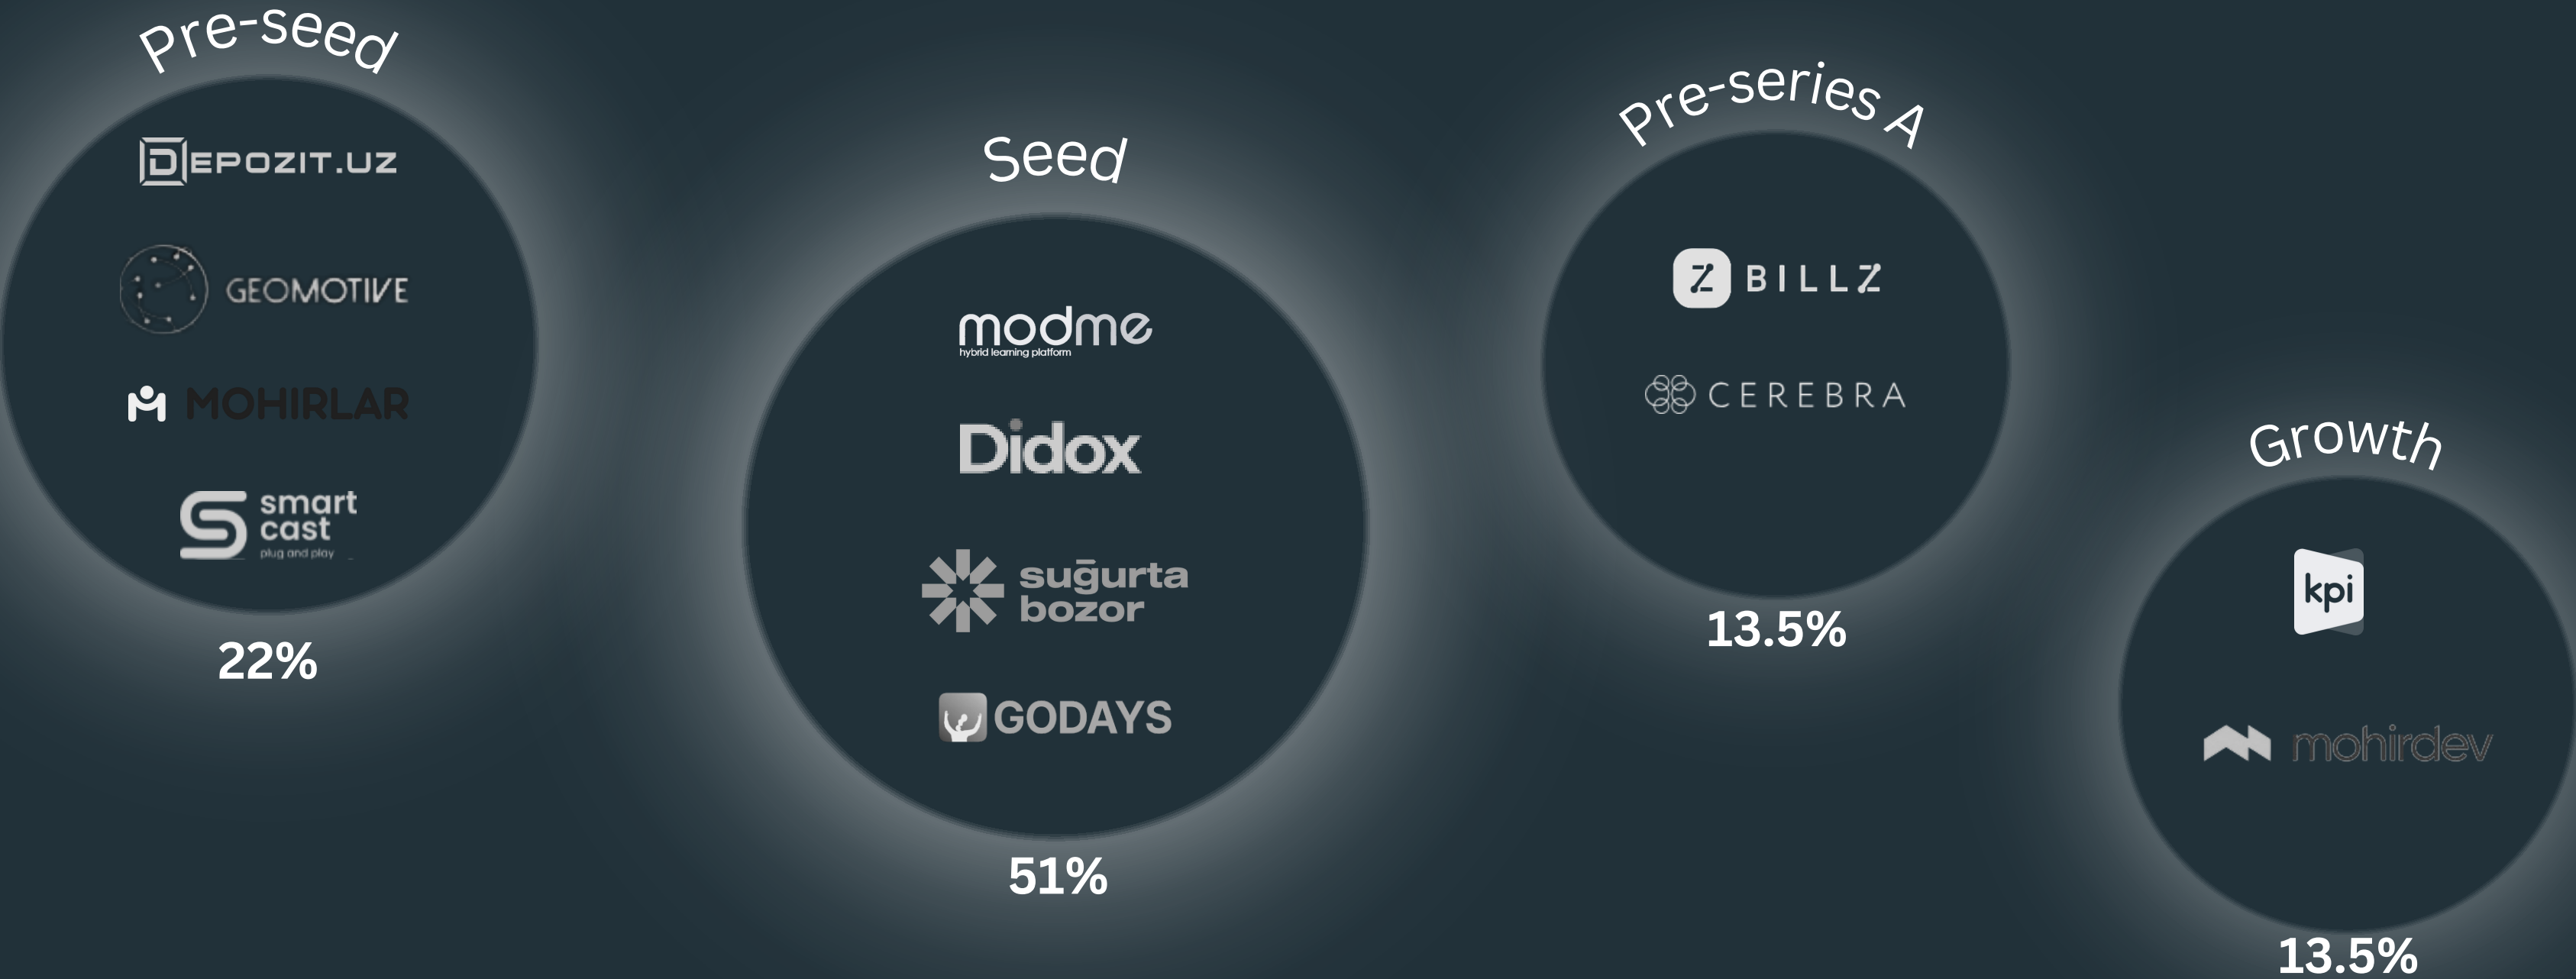 Pre-seed
DEPOZIT.UZ
GEOMOTIVE
MOHIRLAR
smart
cast
plug and play
22%
Seed
modme
hybrid learning platform
Didox
suğurta
bozor
GODAYS
51%
Pre-series A
Z BILLZ
CEREBRA
13.5%
Growth
kpi
mohirdev
13.5%